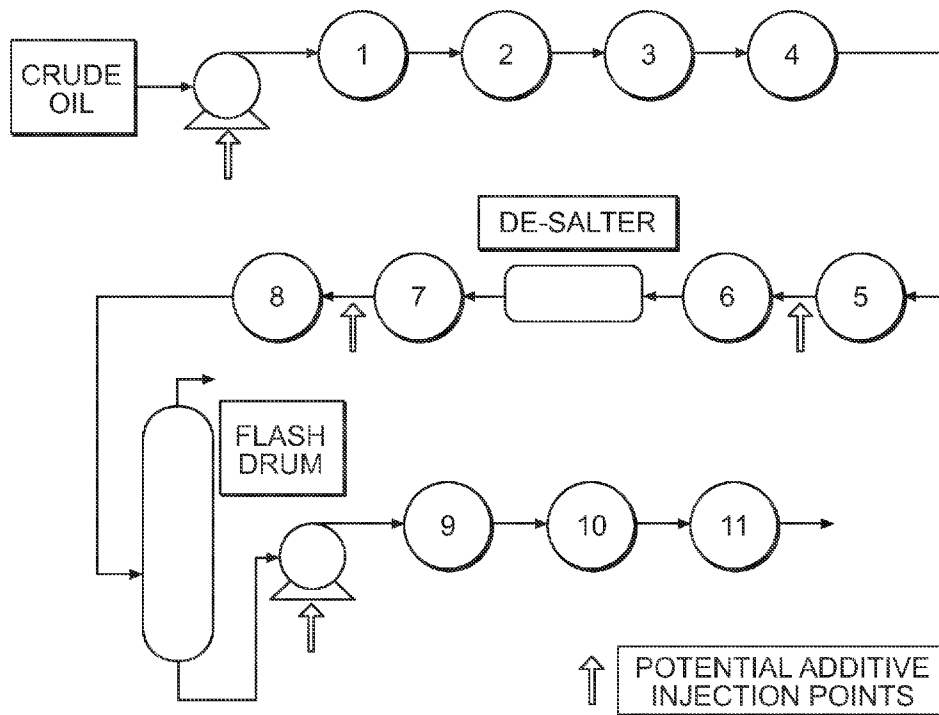 CRUDE
OIL
1
2
3
4
DE-SALTER
8
7
6
5
FLASH
DRUM
9
10
11
POTENTIAL ADDITIVE
INJECTION POINTS